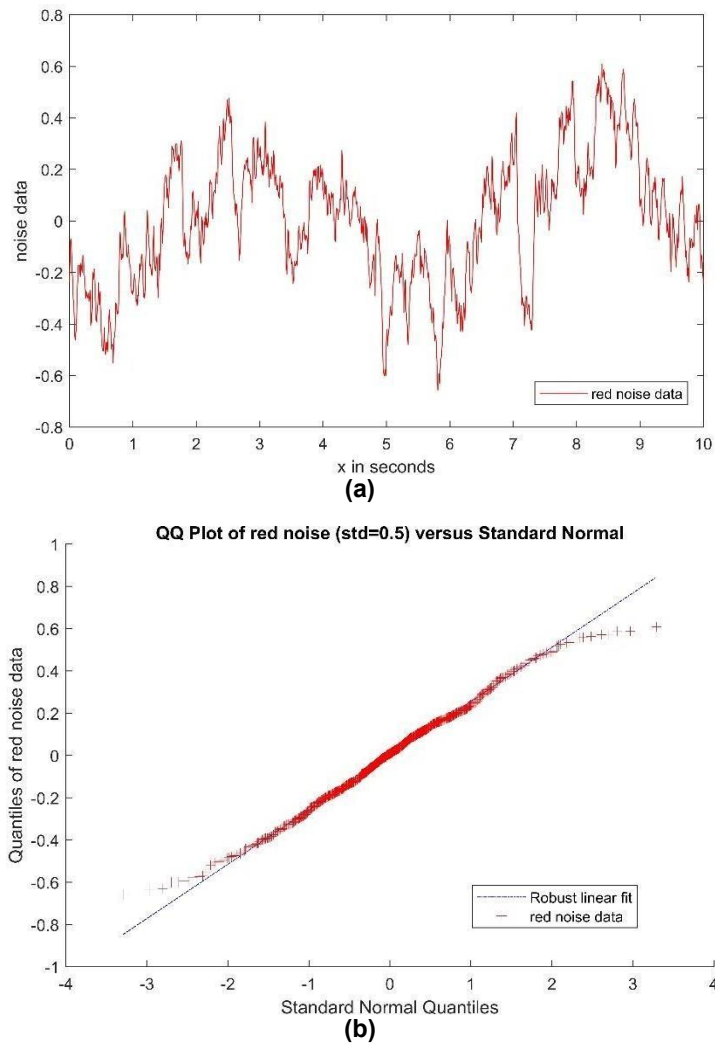 0.8
0.6
0.4
0.2
0
-0.2
-0.4
-0.6
-0.8
noise data
red noise data
0 1 2 3 4 5 6 7 8 9 10
x in seconds
(a)
QQ Plot of red noise (std=0.5) versus Standard Normal
1
0.8
0.6
0.4
0.2
0
-0.2
-0.4
-0.6
-0.8
-1
Quantiles of red noise data
Robust linear fit
red noise data
-4 -3 -2 -1 0 1 2 3 4
Standard Normal Quantiles
(b)